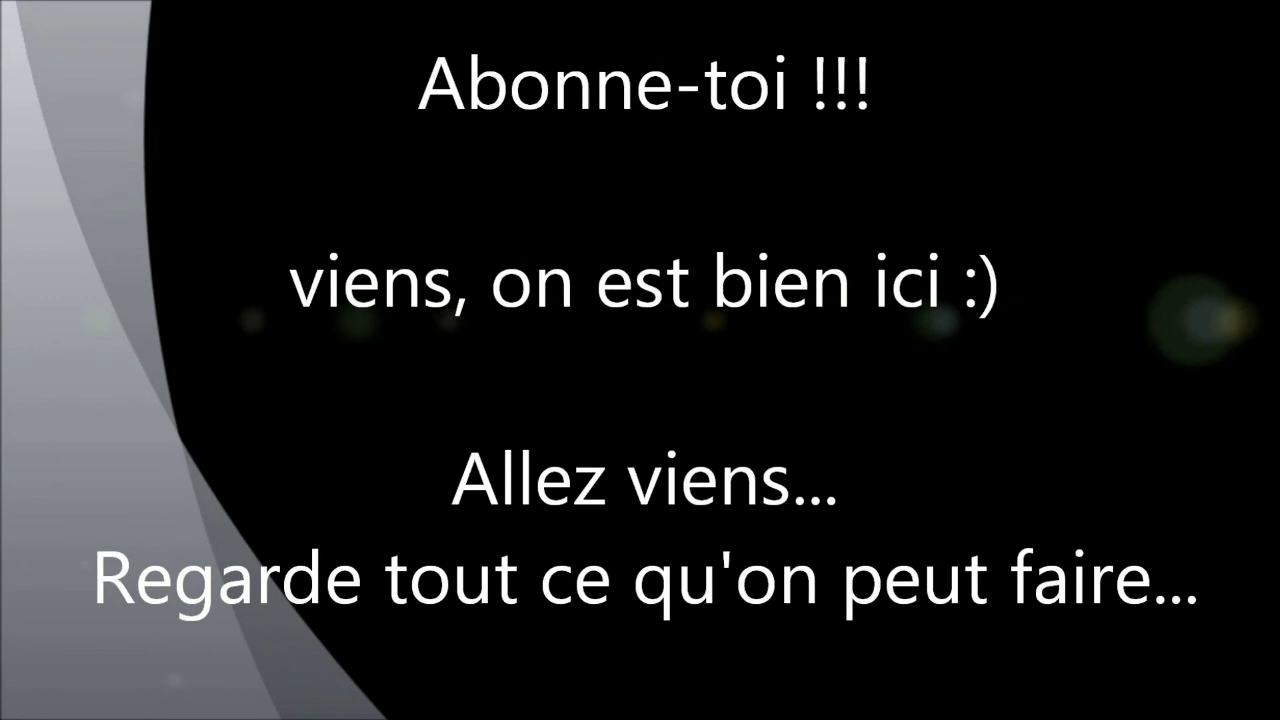 Abonne-toi !!!
viens, on est bien ici :)
Allez viens...
Regarde tout ce qu'on peut faire...